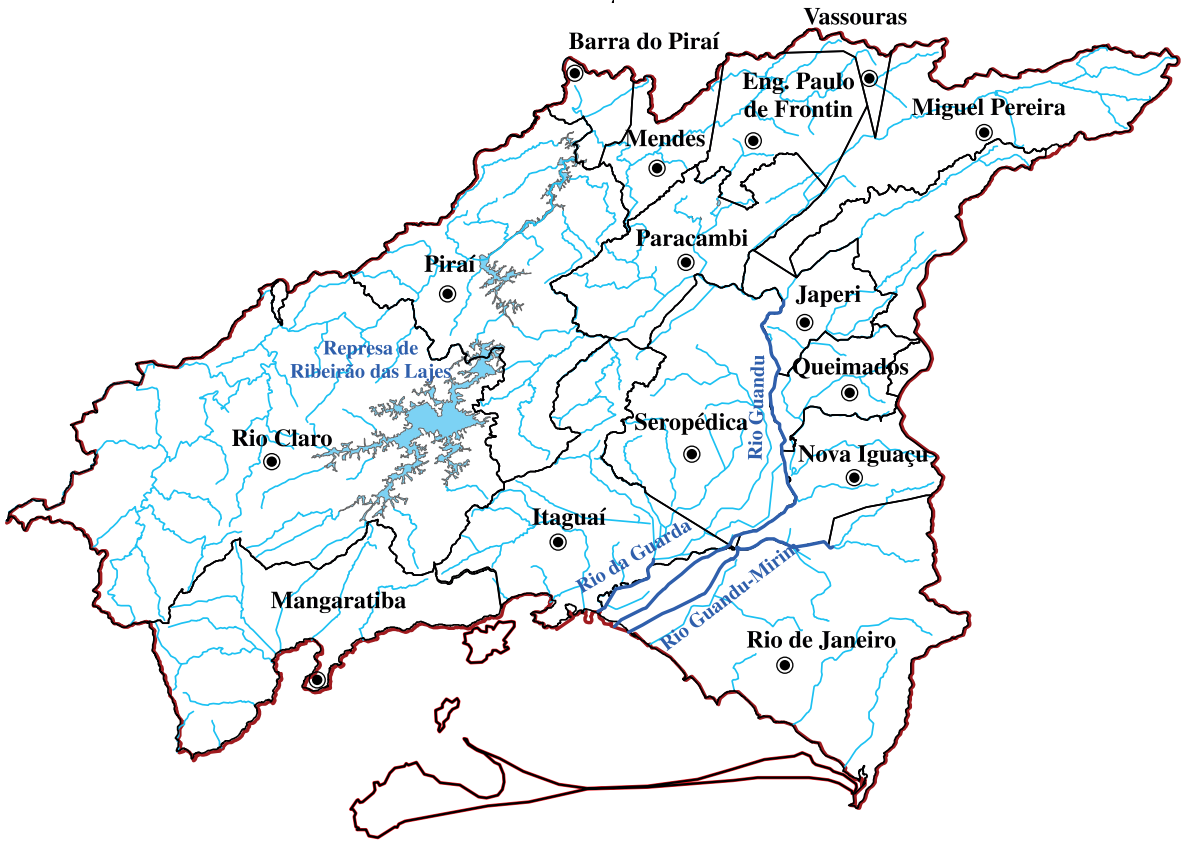 Vassouras
Barra do Piraí
Eng. Paulo
de Frontin
Miguel Pereira
Mendes
Paracambi
Piraí
Japeri
Represa de
Ribeirão das Lajes
Rio Guandu
Queimados
Seropédica
Rio Claro
Nova Iguaçu
Itaguaí
Rio da Guarda
Rio Guandu-Mirim
Mangaratiba
Rio de Janeiro